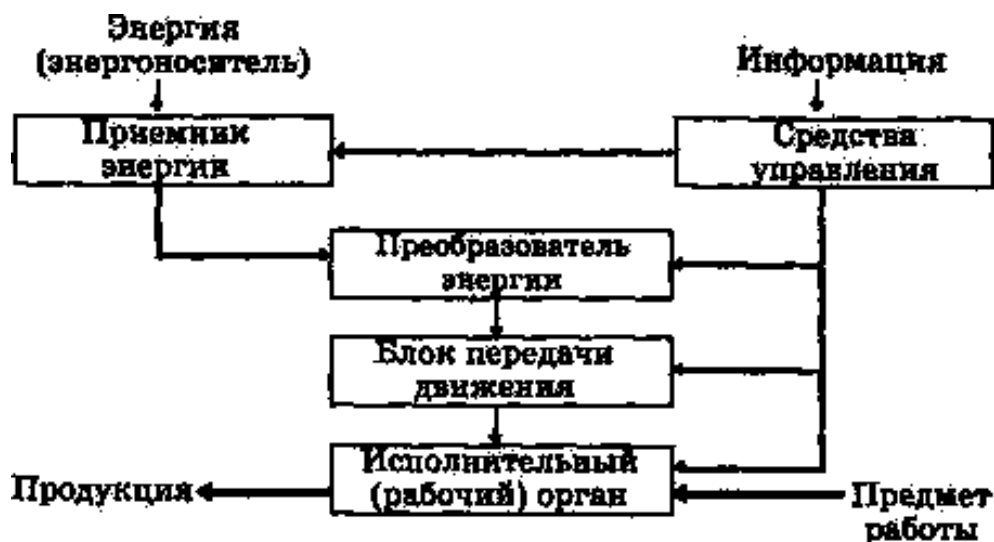 Энергия
(энергоноситель)
Информация
Приемник
энергии
Средства
управления
Преобразователь
энергии
Блок передачи
движения
Исполнительный
(рабочий) орган
Продукция
Предмет
работы